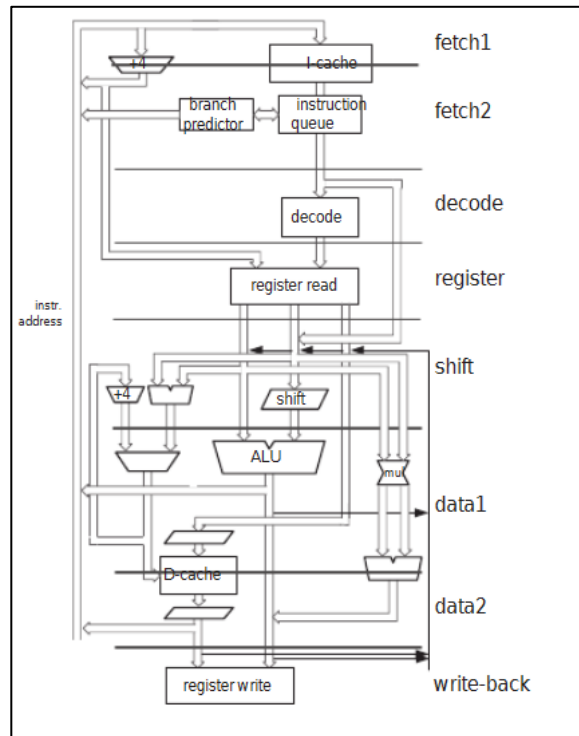 fetch1
+4
I-cache
branch
predictor
instruction
queue
fetch2
decode
decode
register read
register
instr.
address
shift
+4
shift
ALU
mul
data1
D-cache
data2
register write
write-back